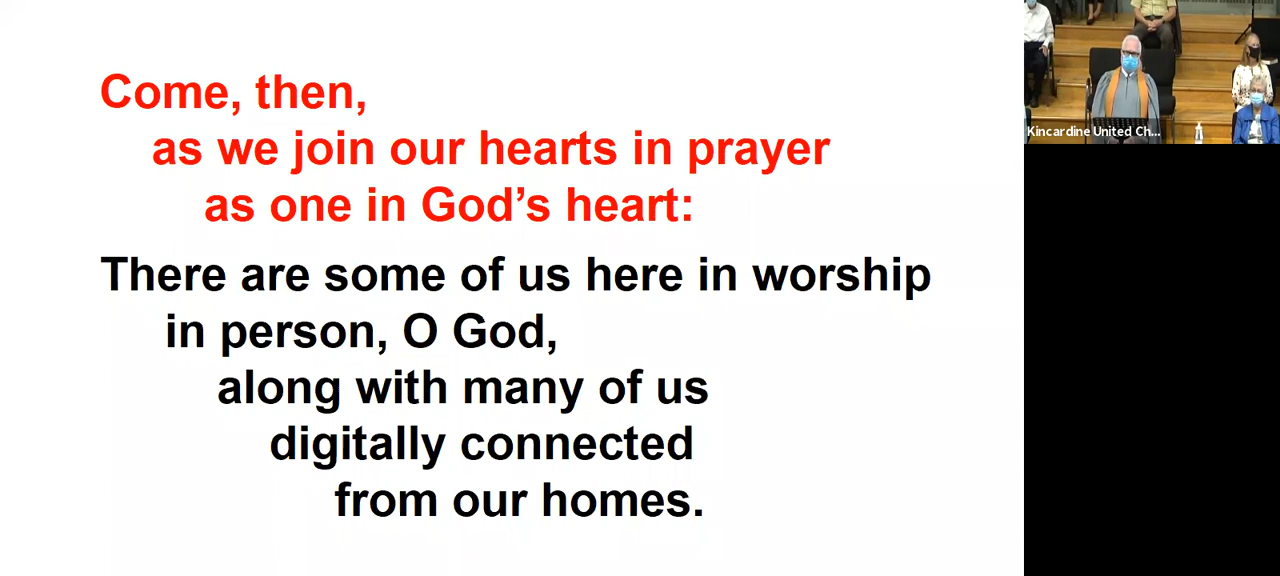 Come, then,
as we join our hearts in prayer
as one in God’s heart:
There are some of us here in worship
in person, O God,
along with many of us
digitally connected
from our homes.
Kincardine United Ch...